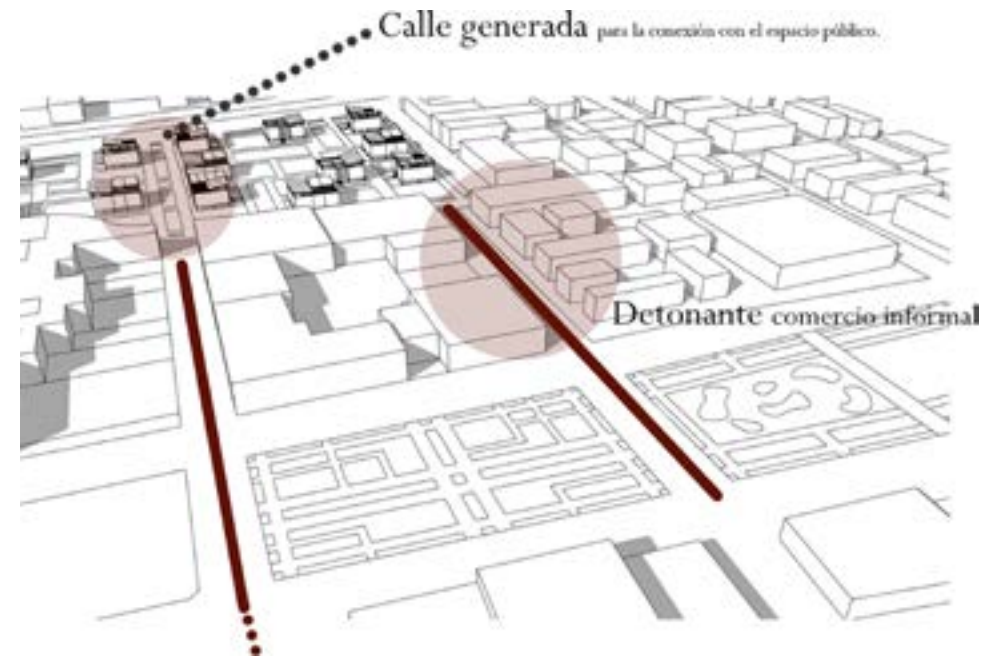 Calle generada para la conexión con el espacio público.
Detonante comercio informal